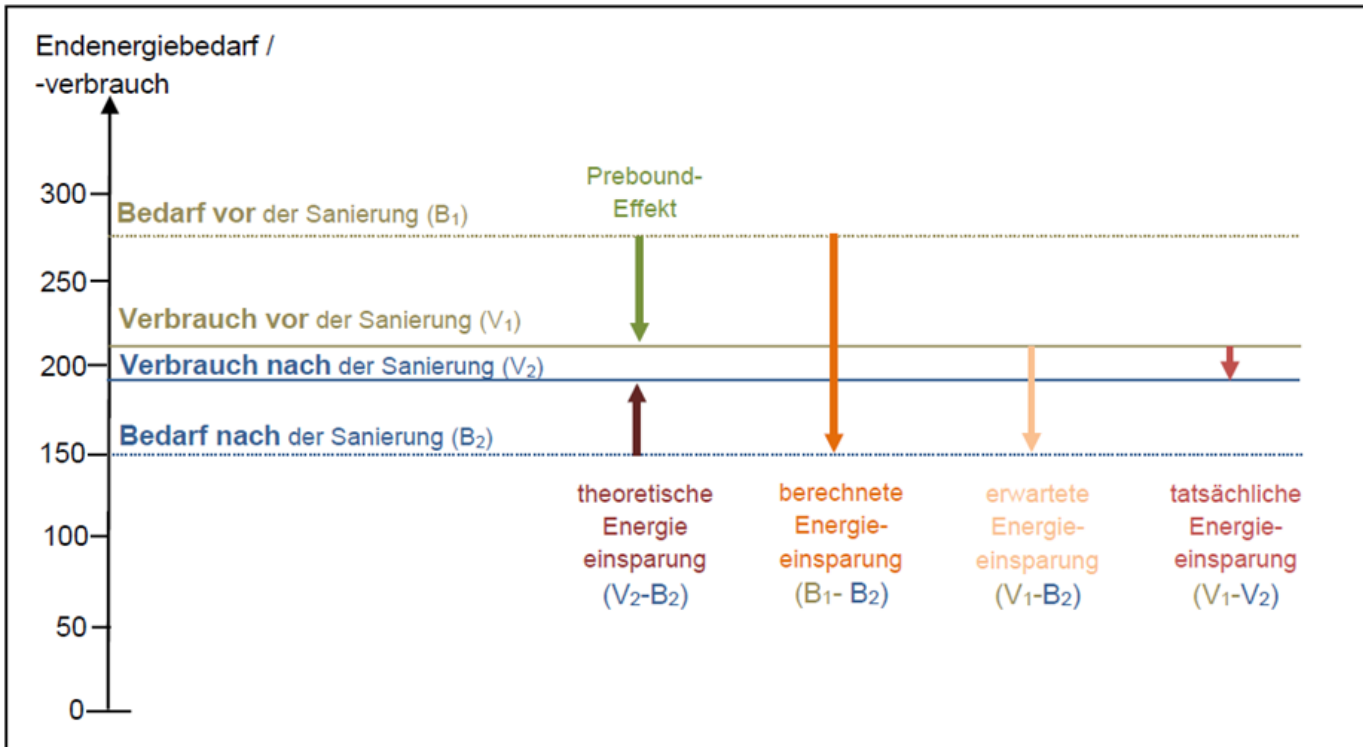 Endenergiebedarf /
-verbrauch
Prebound-
Effekt
300
Bedarf vor der Sanierung (B₁)
250
Verbrauch vor der Sanierung (V₁)
200
Verbrauch nach der Sanierung (V₂)
Bedarf nach der Sanierung (B₂)
150
theoretische
Energie
einsparung
(V₂-B₂)
berechnete
Energie-
einsparung
(B₁- B₂)
erwartete
Energie-
einsparung
(V₁-B₂)
tatsächliche
Energie-
einsparung
(V₁-V₂)
100
50
0